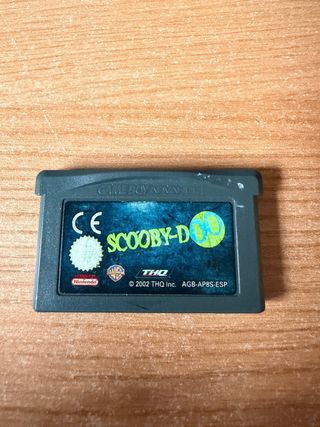 GAME BOY ADVANCE
CE
SCOOBY-DOO
Nintendo
THQ
© 2002 THQ Inc. AGB-AP8S-ESP